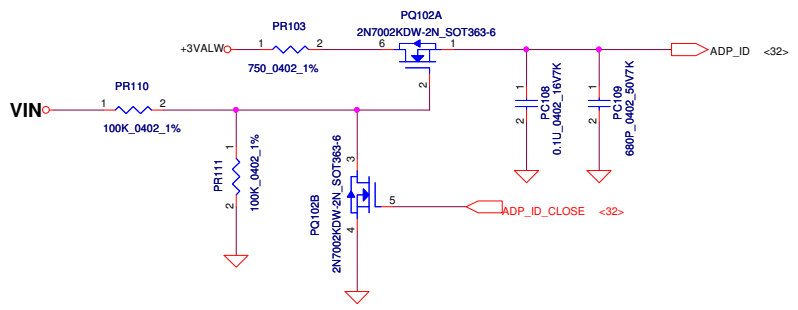 PQ102A
PR103
2N7002KDW-2N_SOT363-6
+3VALW
1
2
6
1
ADP_ID
<32>
750_0402_1%
2
PR110
VIN
1
2
100K_0402_1%
1
2
PC108
0.1U_0402_16V7K
1
2
PC109
680P_0402_50V7K
1
2
PR111
100K_0402_1%
3
4
5
PQ102B
2N7002KDW-2N_SOT363-6
ADP_ID_CLOSE
<32>